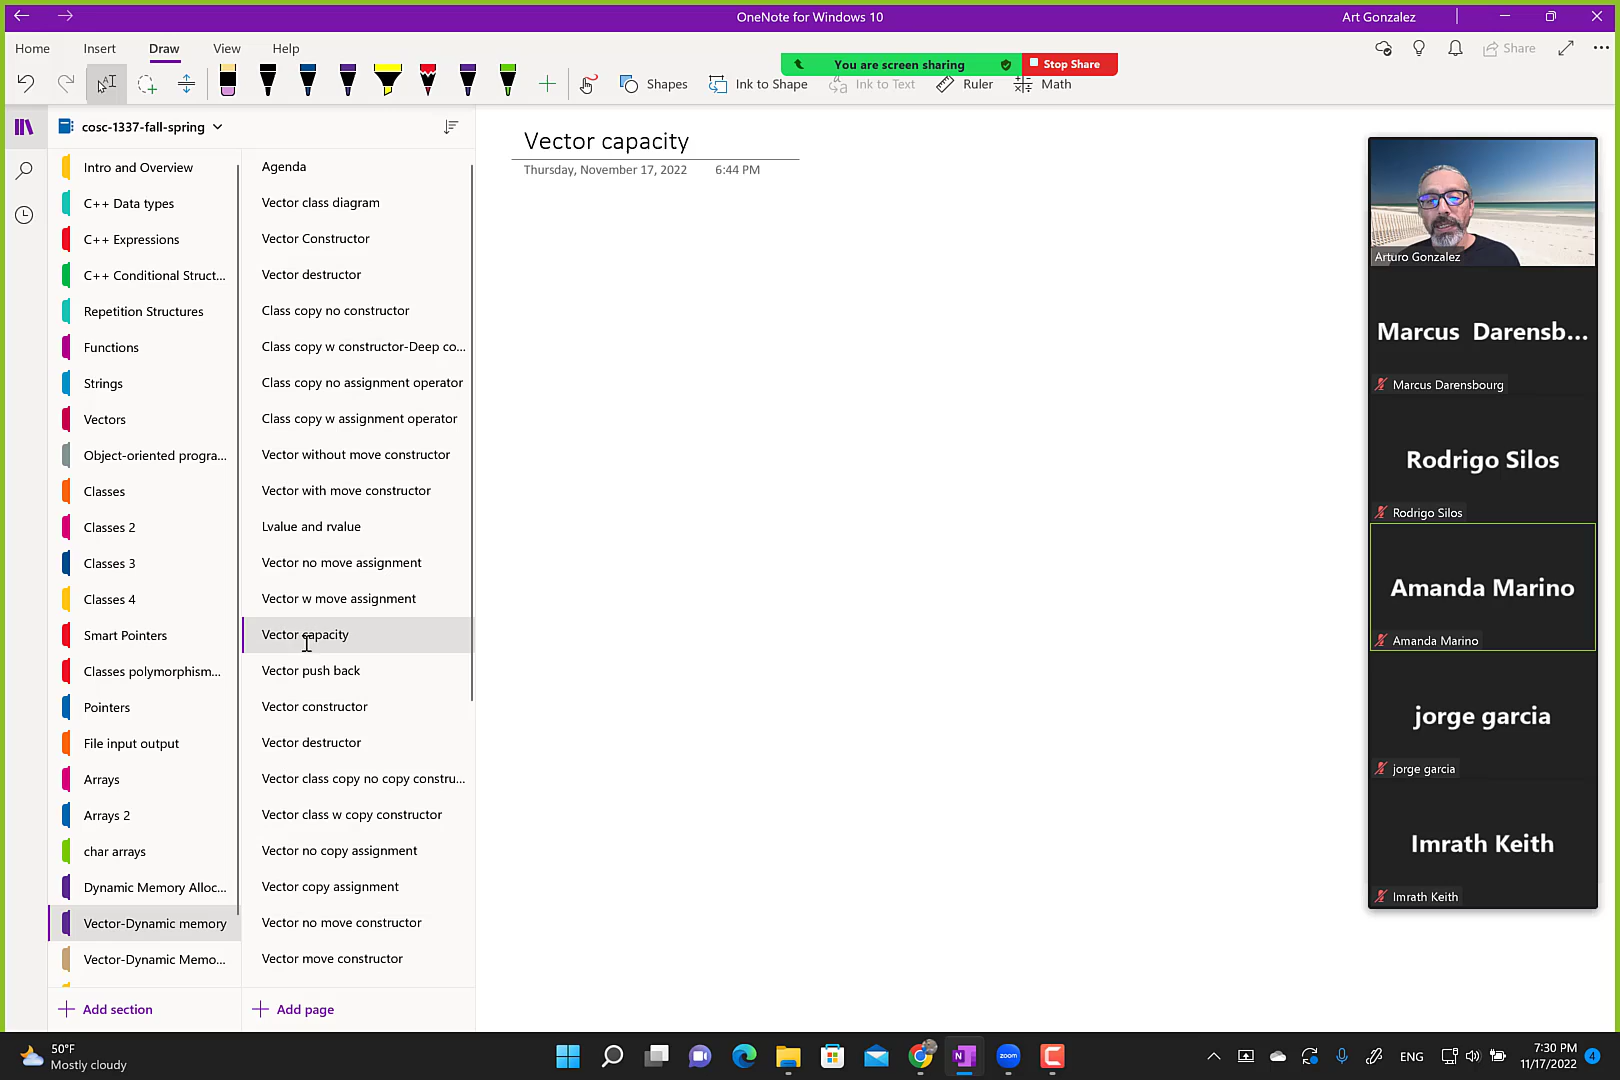 OneNote for Windows 10
Art Gonzalez
Home
Insert
Draw
View
Help
Share
You are screen sharing
Stop Share
Shapes
Ink to Shape
Ink to Text
Ruler
Math
cosc-1337-fall-spring
Intro and Overview
C++ Data types
C++ Expressions
C++ Conditional Struct...
Repetition Structures
Functions
Strings
Vectors
Object-oriented progra...
Classes
Classes 2
Classes 3
Classes 4
Smart Pointers
Classes polymorphism...
Pointers
File input output
Arrays
Arrays 2
char arrays
Dynamic Memory Alloc...
Vector-Dynamic memory
Vector-Dynamic Memo...
Add section
Agenda
Vector class diagram
Vector Constructor
Vector destructor
Class copy no constructor
Class copy w constructor-Deep co...
Class copy no assignment operator
Class copy w assignment operator
Vector without move constructor
Vector with move constructor
Lvalue and rvalue
Vector no move assignment
Vector w move assignment
Vector capacity
Vector push back
Vector constructor
Vector destructor
Vector class copy no copy constru...
Vector class w copy constructor
Vector no copy assignment
Vector copy assignment
Vector no move constructor
Vector move constructor
Add page
Vector capacity
Thursday, November 17, 2022 6:44 PM
Arturo Gonzalez
Marcus Darensb...
Marcus Darensbourg
Rodrigo Silos
Rodrigo Silos
Amanda Marino
Amanda Marino
jorge garcia
jorge garcia
Imrath Keith
Imrath Keith
50°F
Mostly cloudy
zoom
ENG
7:30 PM
11/17/2022
4